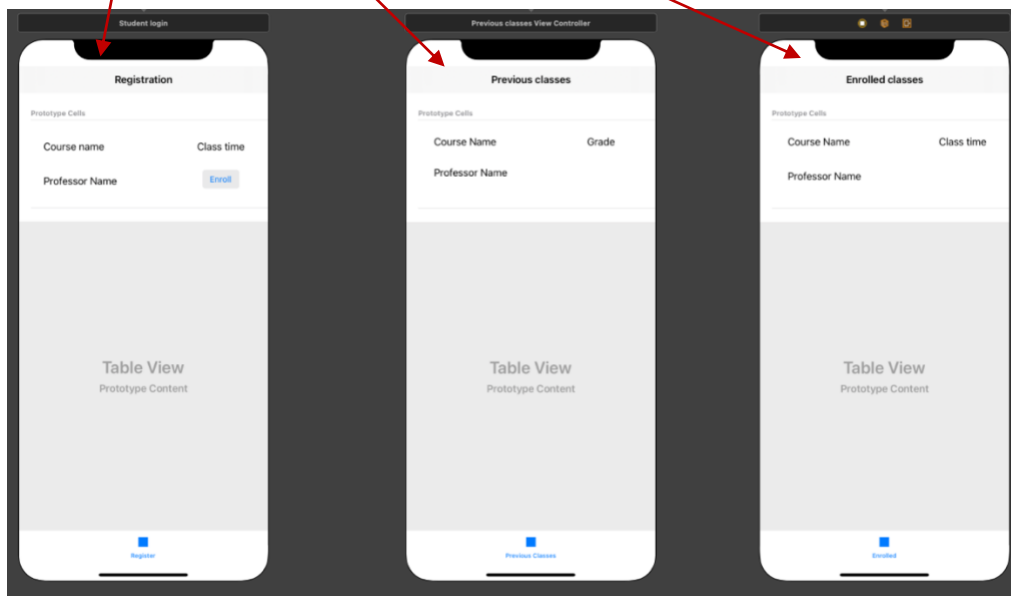 Student login
Registration
Prototype Cells
Course name
Class time
Professor Name
Enroll
Table View
Prototype Content
Register
Previous classes View Controller
Previous classes
Prototype Cells
Course Name
Grade
Professor Name
Table View
Prototype Content
Previous Classes
Enrolled classes
Prototype Cells
Course Name
Class time
Professor Name
Table View
Prototype Content
Enrolled